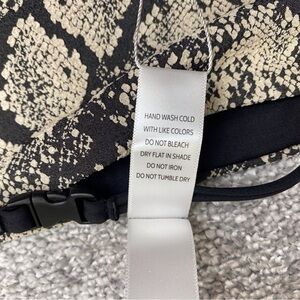 HAND WASH COLD
WITH LIKE COLORS
DO NOT BLEACH
DRY FLAT IN SHADE
DO NOT IRON
DO NOT TUMBLE DRY